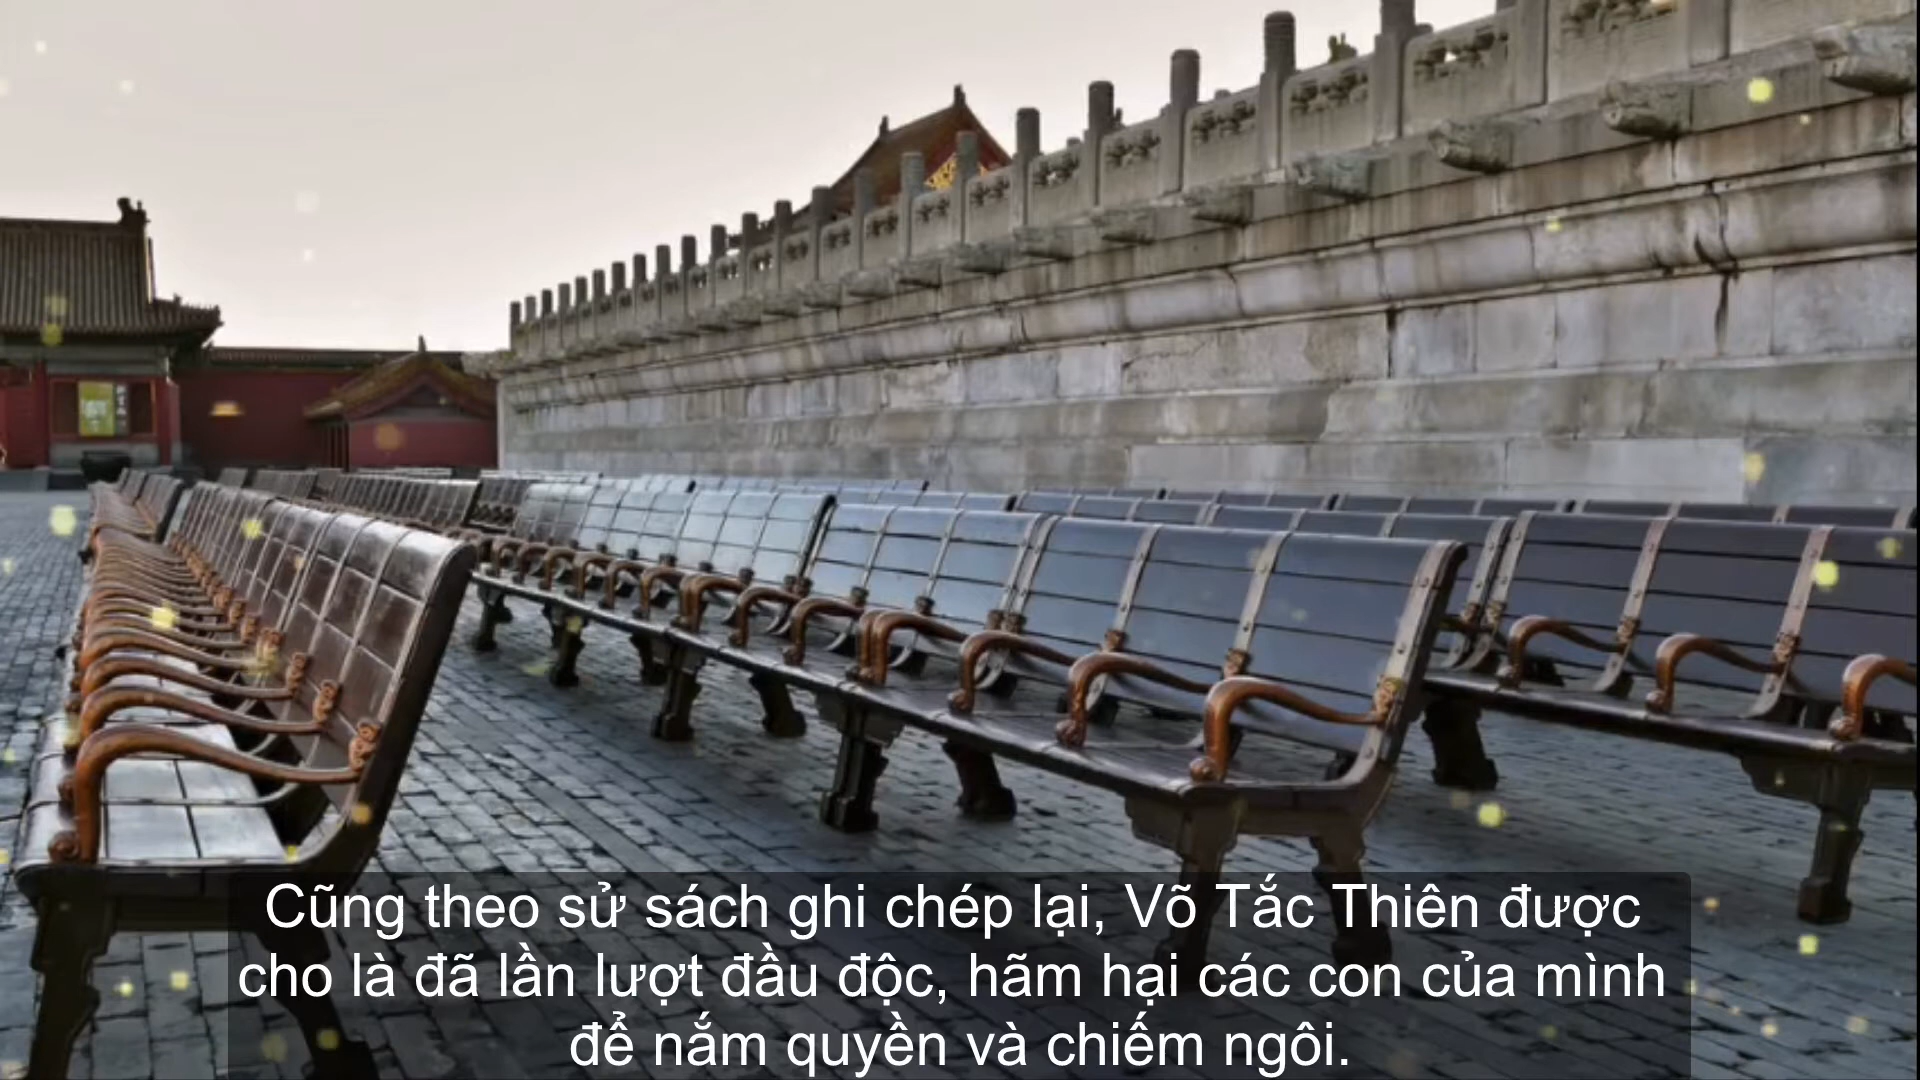 Cũng theo sử sách ghi chép lại, Võ Tắc Thiên được
cho là đã lần lượt đầu độc, hãm hại các con của mình
để nắm quyền và chiếm ngôi.